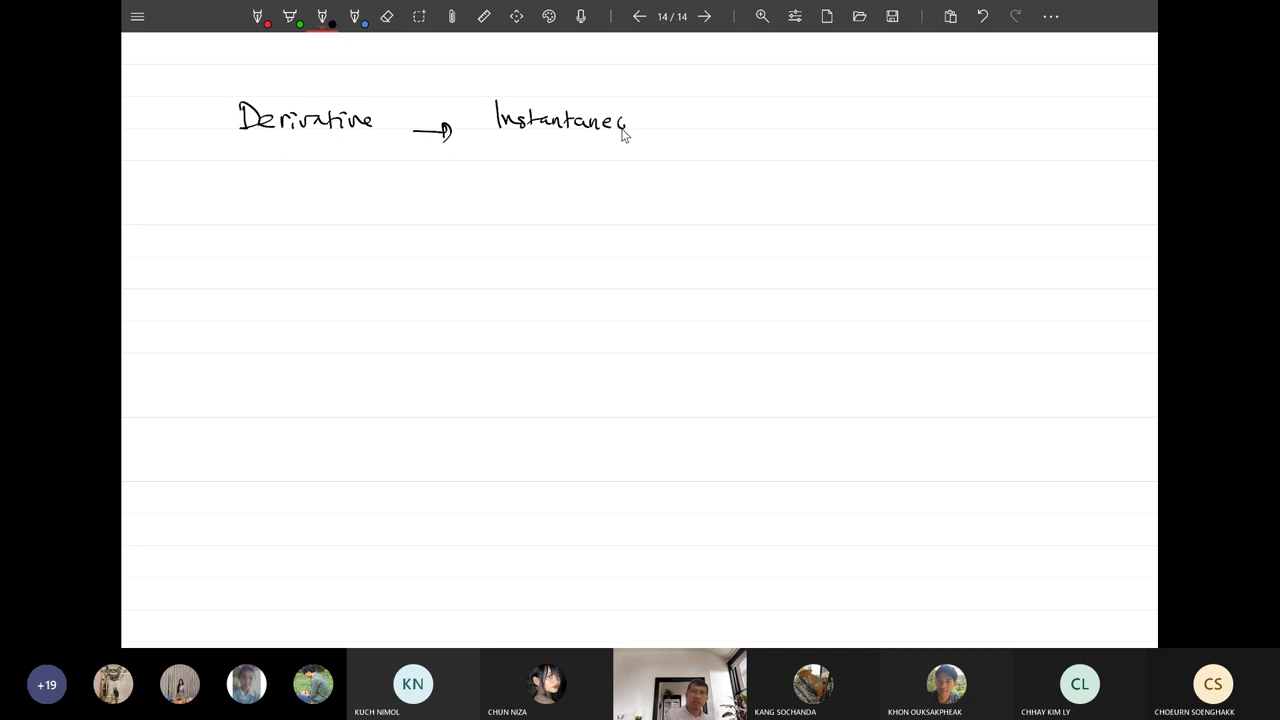 14 / 14
Derivative → Instantaneo
+19
KN
KUCH NIMOL
CHUN NIZA
KANG SOCHANDA
KHON OUKSAKPHEAK
CL
CHHAY KIM LY
CS
CHOEURN SOENGHAKK